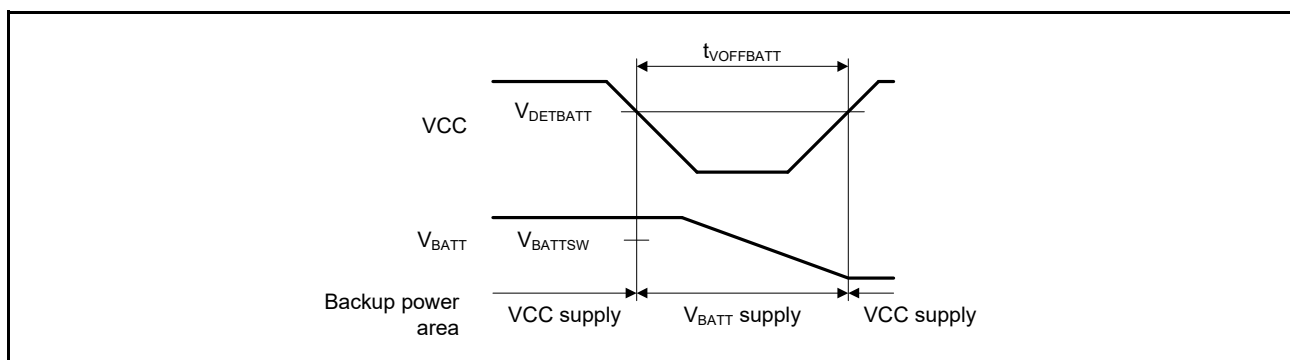 tVOFFBATT
VCC
VDETBATT
VBATT
VBATTSW
Backup power
area
VCC supply
VBATT supply
VCC supply